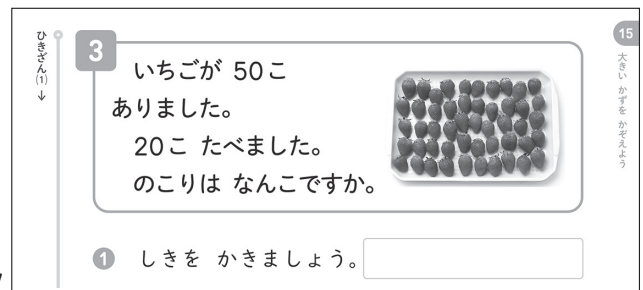 ひきざん(1)↓
3
いちごが 50こ
ありました。
20こ たべました。
のこりは なんこですか。
15
大きい かずを かぞえよう
1 しきを かきましょう。